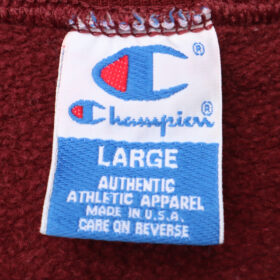 ®
Champion®
LARGE
AUTHENTIC
ATHLETIC APPAREL
MADE IN U.S.A.
CARE ON REVERSE